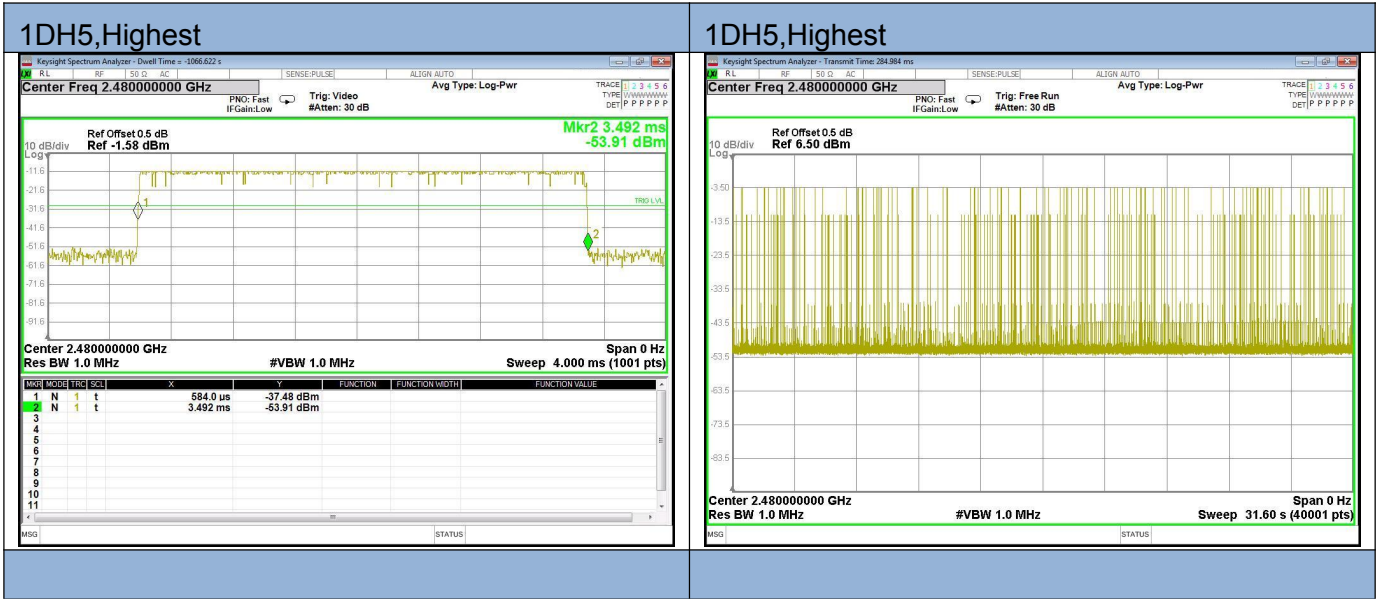 1DH5,Highest
Keysight Spectrum Analyzer - Dwell Time = -1066.622 s
LXI RL RF 50 Ω AC SENSE:PULSE ALIGN AUTO
Center Freq 2.480000000 GHz
PNO: Fast
IFGain:Low
Trig: Video
#Atten: 30 dB
Avg Type: Log-Pwr
TRACE 1 2 3 4 5 6
TYPE WWWWWW
DET P P P P P P
Mkr2 3.492 ms
-53.91 dBm
Ref Offset 0.5 dB
10 dB/div Ref -1.58 dBm
Log
-11.6
-21.6
-31.6
-41.6
-51.6
-61.6
-71.6
-81.6
-91.6
1
TRIG LVL
2
Center 2.480000000 GHz Span 0 Hz
Res BW 1.0 MHz #VBW 1.0 MHz Sweep 4.000 ms (1001 pts)
MKR MODE TRC SCL X Y FUNCTION FUNCTION WIDTH FUNCTION VALUE
1 N 1 t 584.0 µs -37.48 dBm
2 N 1 t 3.492 ms -53.91 dBm
3
4
5
6
7
8
9
10
11
MSG STATUS
1DH5,Highest
Keysight Spectrum Analyzer - Transmit Time: 284.984 ms
LXI RL RF 50 Ω AC SENSE:PULSE ALIGN AUTO
Center Freq 2.480000000 GHz
PNO: Fast
IFGain:Low
Trig: Free Run
#Atten: 30 dB
Avg Type: Log-Pwr
TRACE 1 2 3 4 5 6
TYPE WWWWWW
DET P P P P P P
Ref Offset 0.5 dB
10 dB/div Ref 6.50 dBm
Log
-3.50
-13.5
-23.5
-33.5
-43.5
-53.5
-63.5
-73.5
-83.5
Center 2.480000000 GHz Span 0 Hz
Res BW 1.0 MHz #VBW 1.0 MHz Sweep 31.60 s (40001 pts)
MSG STATUS